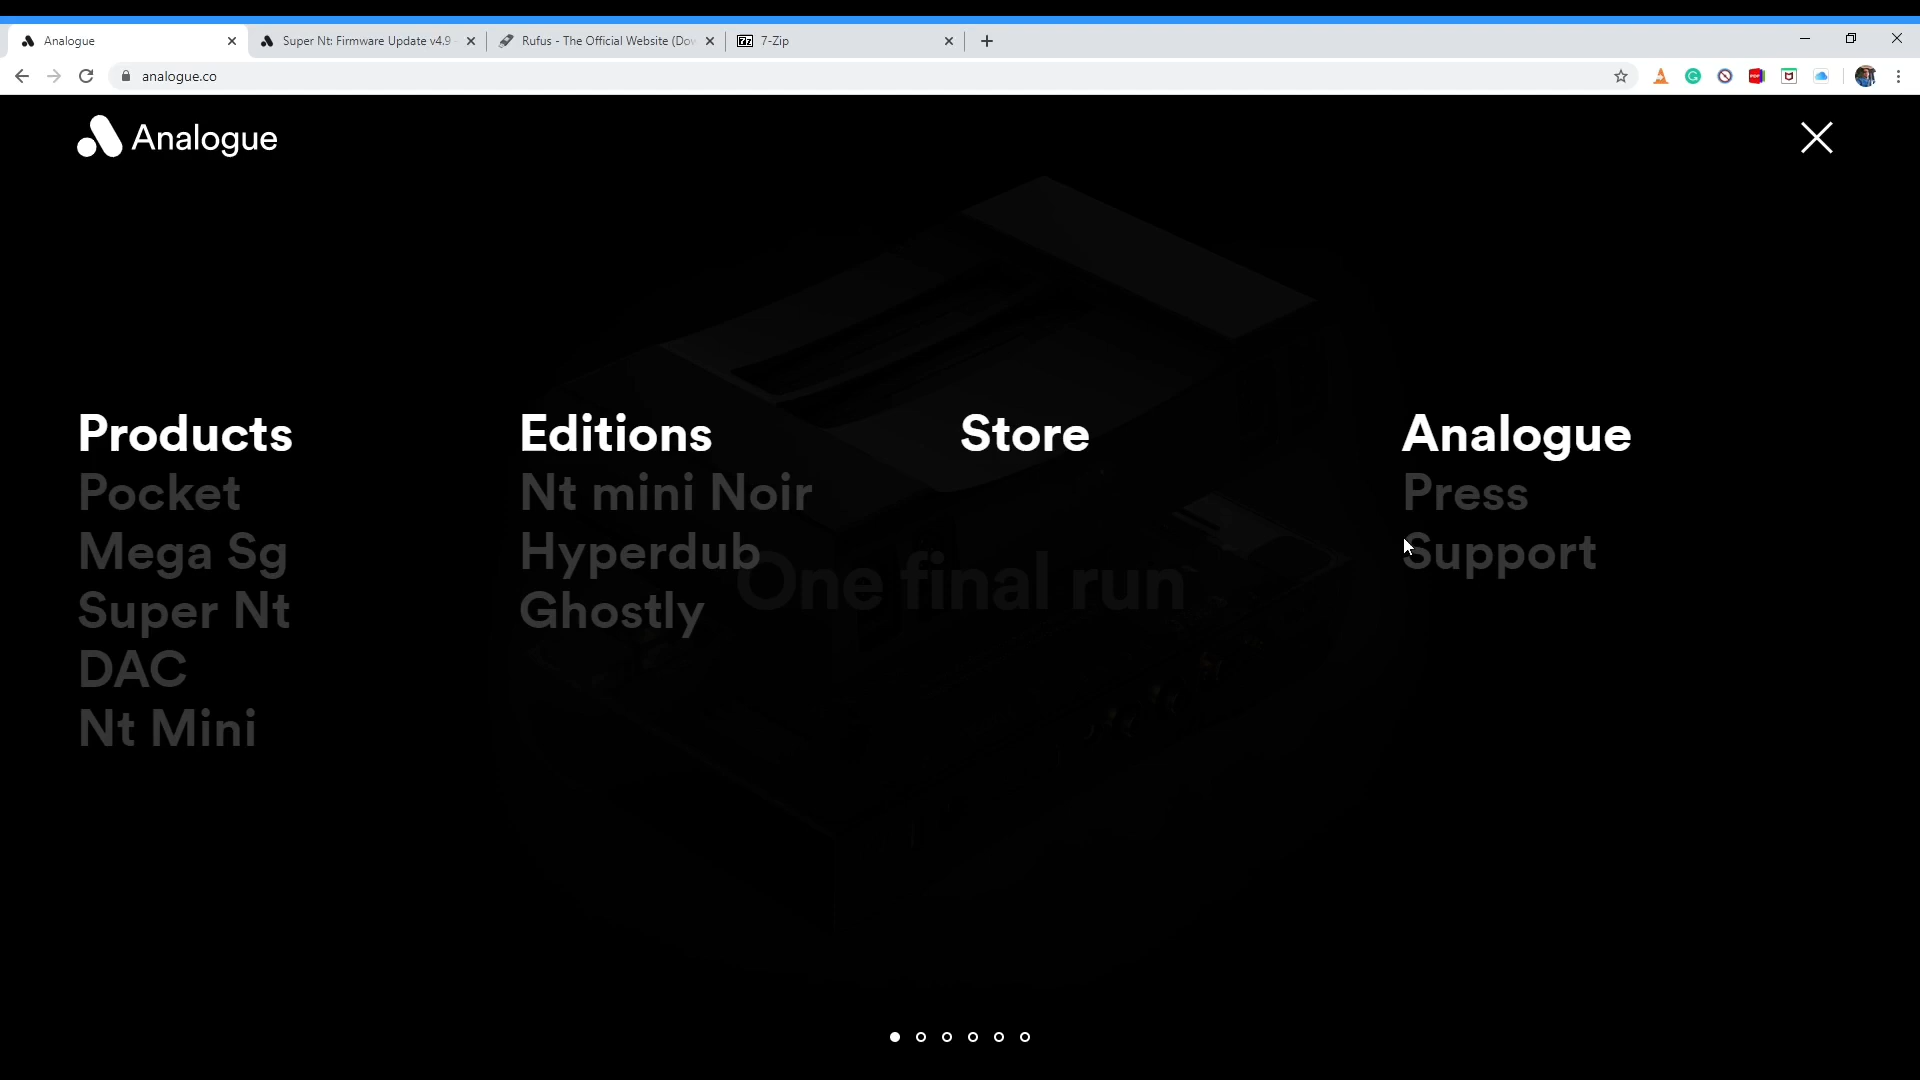 Analogue
Super Nt: Firmware Update v4.9 -
Rufus - The Official Website (Dow
7-Zip
analogue.co
Analogue
Products
Pocket
Mega Sg
Super Nt
DAC
Nt Mini
Editions
Nt mini Noir
Hyperdub
Ghostly
Store
Analogue
Press
Support
One final run